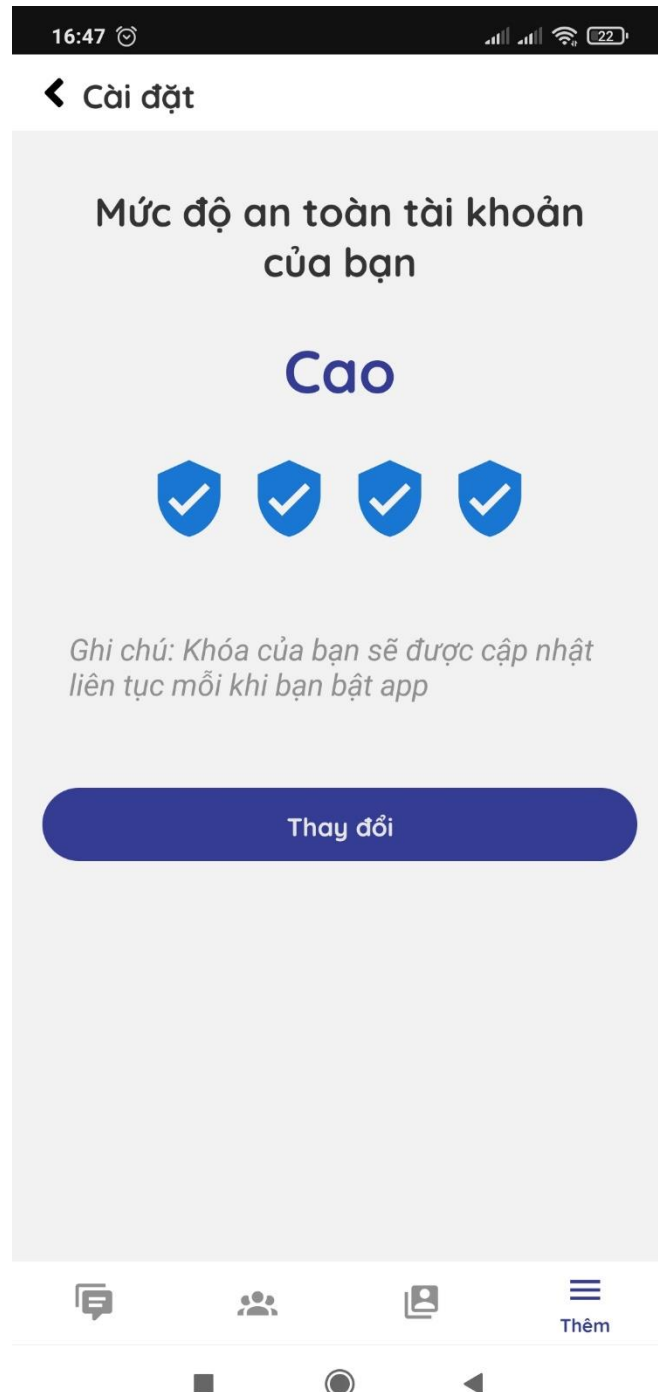 16:47
22
Cài đặt
Mức độ an toàn tài khoản
của bạn
Cao
Ghi chú: Khóa của bạn sẽ được cập nhật
liên tục mỗi khi bạn bật app
Thay đổi
Thêm